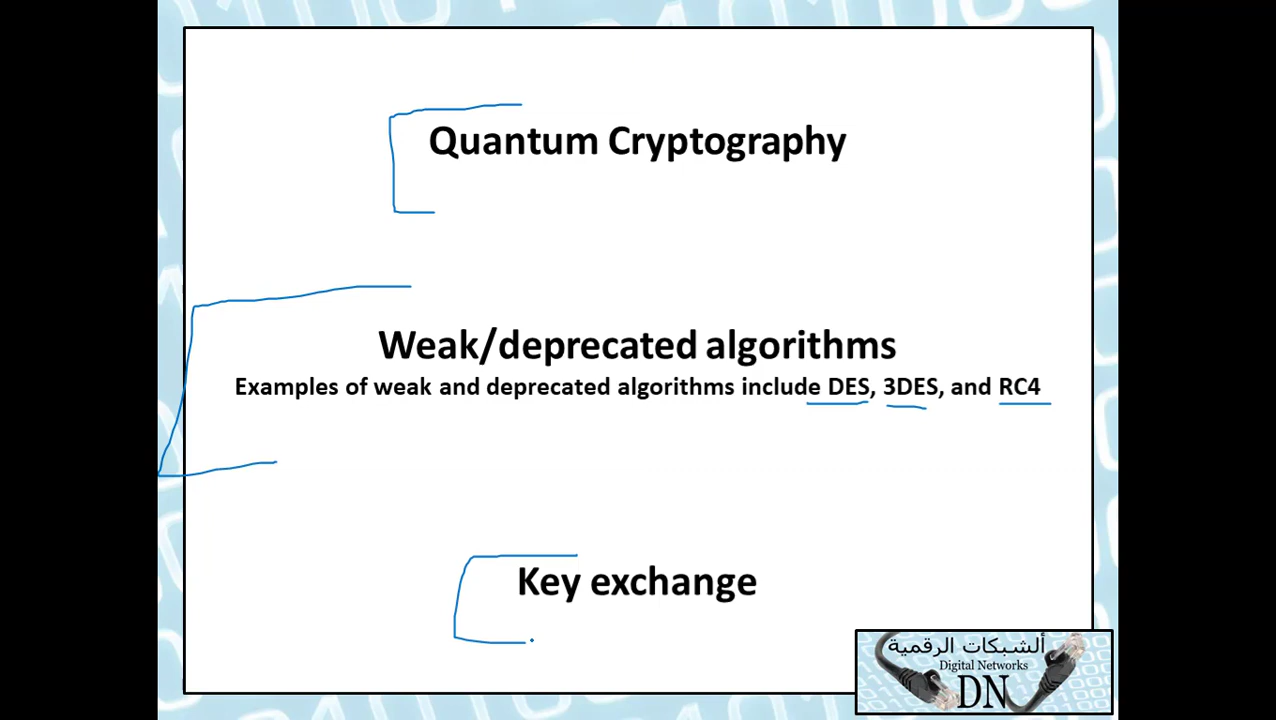 Quantum Cryptography
Weak/deprecated algorithms
Examples of weak and deprecated algorithms include DES, 3DES, and RC4
Key exchange
ألشبكات الرقمية
Digital Networks
DN